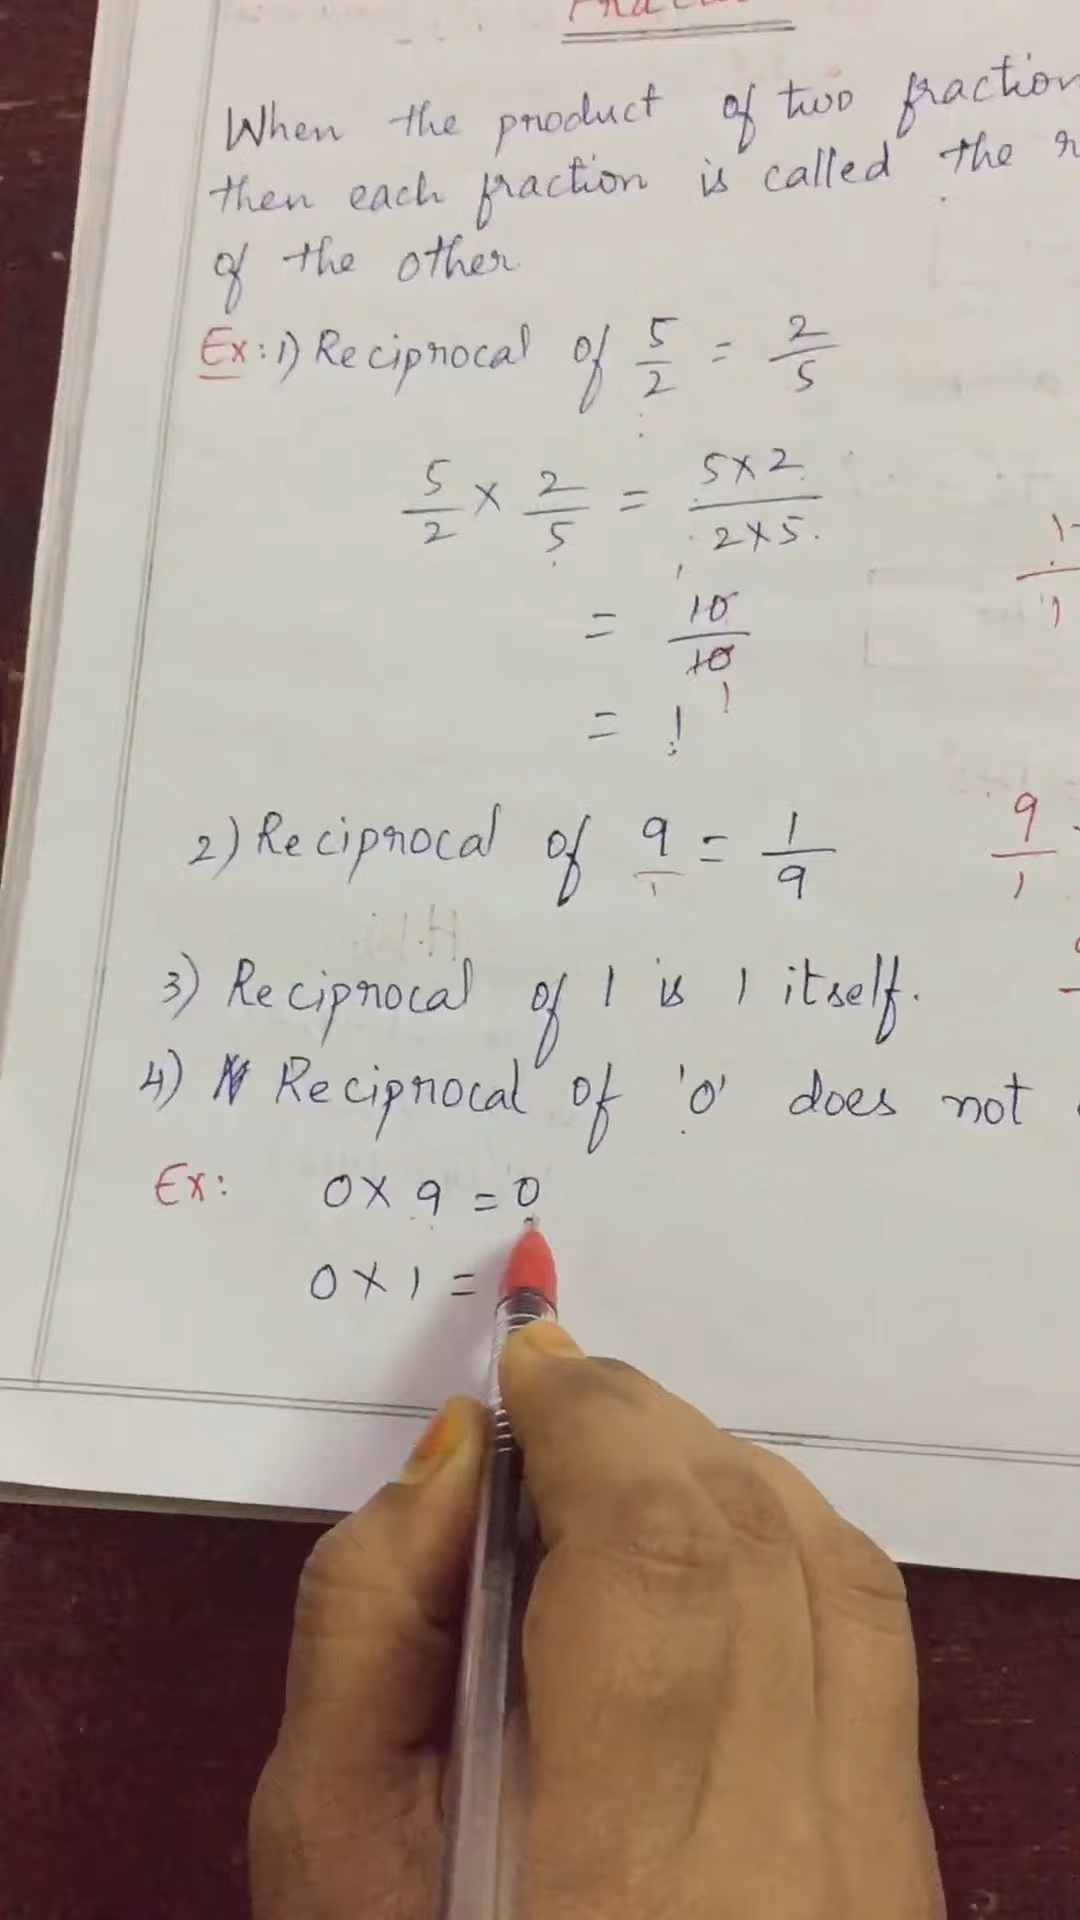 When the product of two fraction
then each fraction is called the
of the other
Ex: 1) Reciprocal of 5/2 = 2/5
5/2 × 2/5 = 5×2/2×5.
= 10/10
= 1
2) Reciprocal of 9/1 = 1/9
9/1
3) Reciprocal of 1 is 1 itself.
4) Reciprocal of '0' does not
Ex: 0 × 9 = 0
0 × 1 =